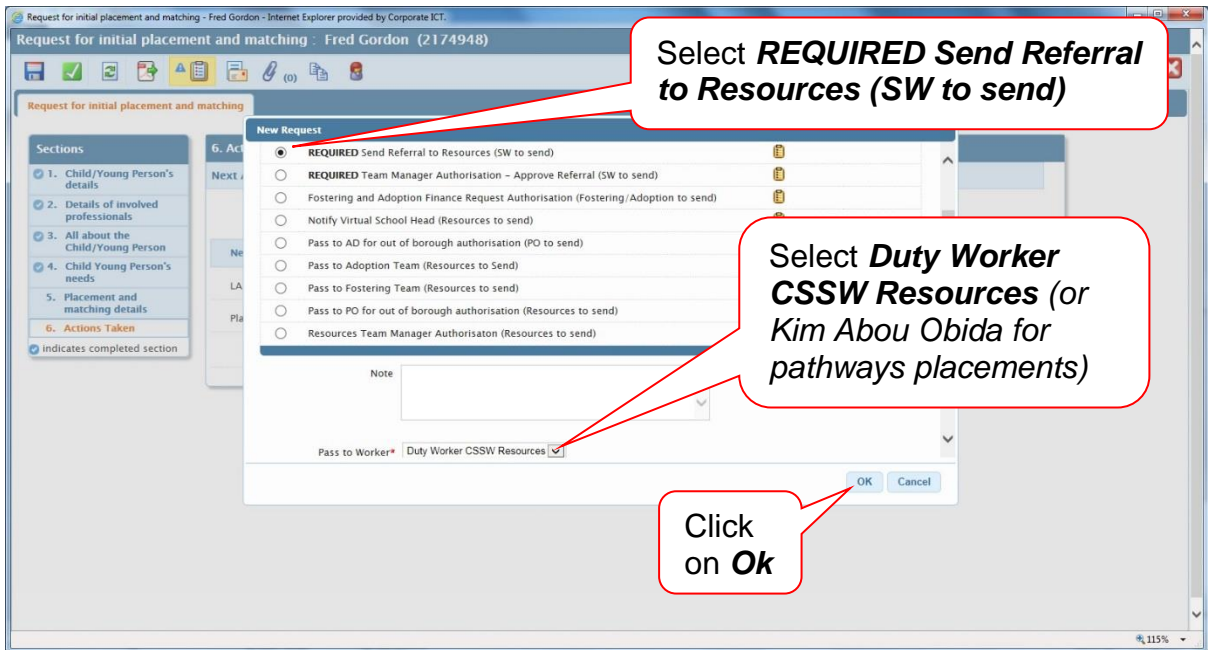 Request for initial placement and matching - Fred Gordon - Internet Explorer provided by Corporate ICT.
Request for initial placement and matching : Fred Gordon (2174948)
Select REQUIRED Send Referral
to Resources (SW to send)
(0)
Request for initial placement and matching
Sections
1. Child/Young Person's
details
2. Details of involved
professionals
3. All about the
Child/Young Person
4. Child Young Person's
needs
5. Placement and
matching details
6. Actions Taken
indicates completed section
6. Act
Next A
Ne
LA
Pla
New Request
REQUIRED Send Referral to Resources (SW to send)
REQUIRED Team Manager Authorisation – Approve Referral (SW to send)
Fostering and Adoption Finance Request Authorisation (Fostering/Adoption to send)
Notify Virtual School Head (Resources to send)
Pass to AD for out of borough authorisation (PO to send)
Pass to Adoption Team (Resources to Send)
Pass to Fostering Team (Resources to send)
Pass to PO for out of borough authorisation (Resources to send)
Resources Team Manager Authorisaton (Resources to send)
Note
Pass to Worker* Duty Worker CSSW Resources
OK Cancel
Select Duty Worker
CSSW Resources (or
Kim Abou Obida for
pathways placements)
Click
on Ok
115%